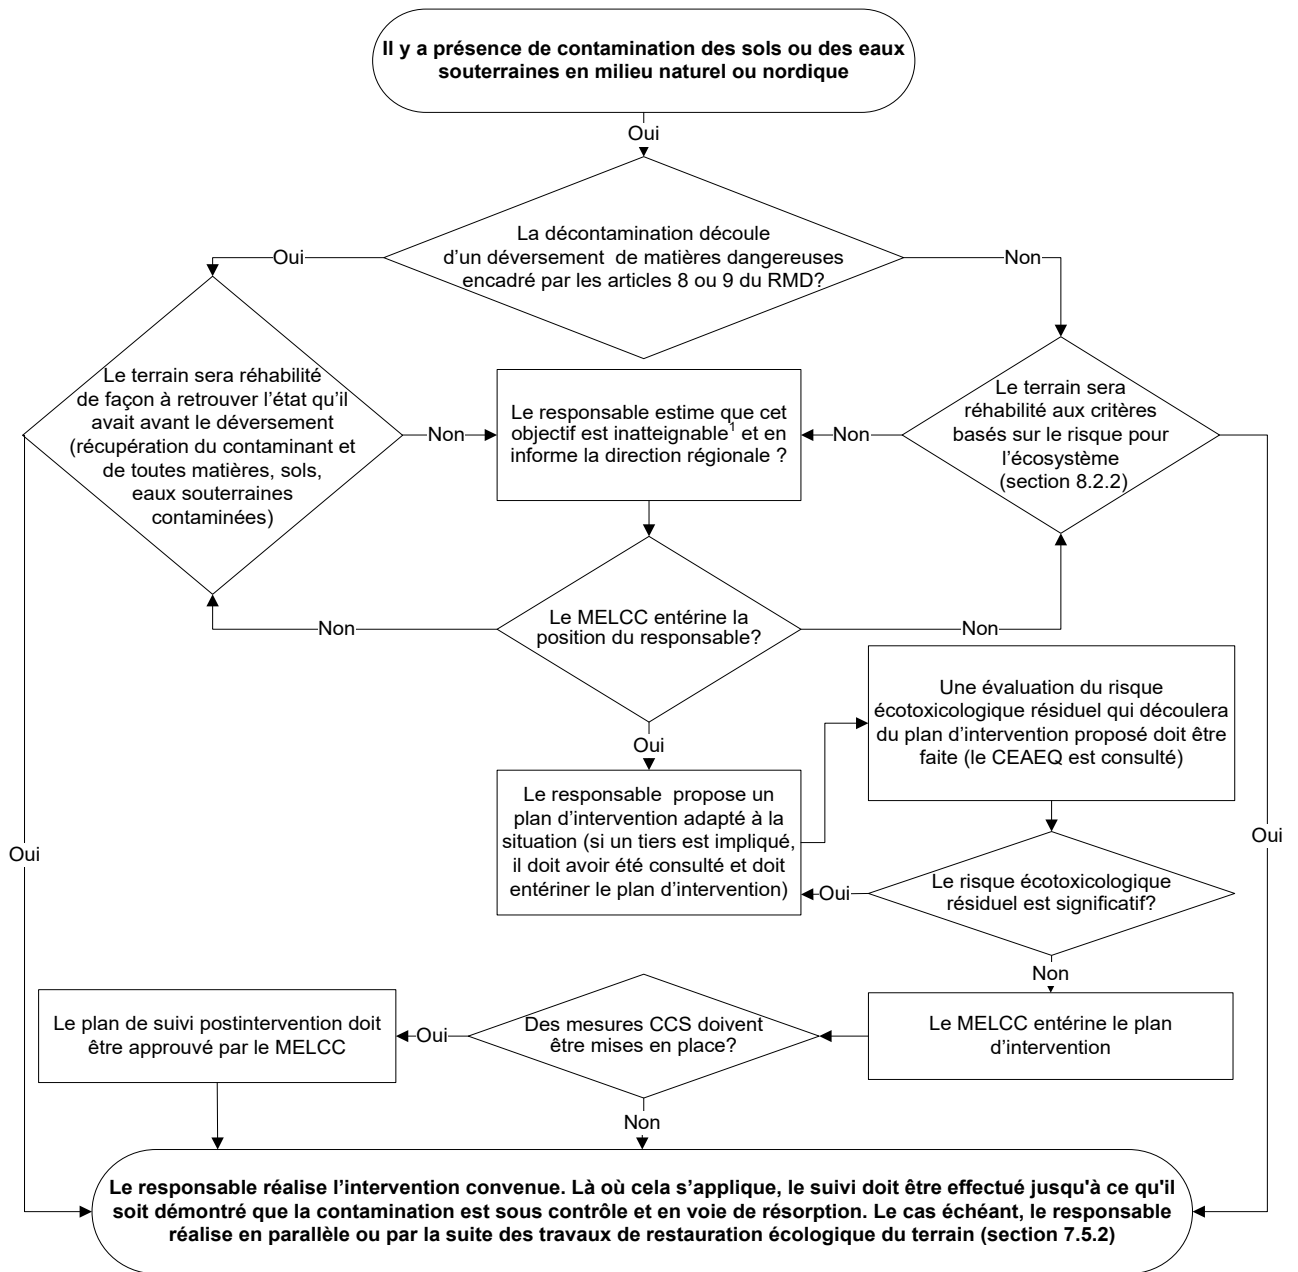 Il y a présence de contamination des sols ou des eaux
souterraines en milieu naturel ou nordique
Oui
La décontamination découle
d'un déversement de matières dangereuses
encadré par les articles 8 ou 9 du RMD?
Oui
Non
Le terrain sera réhabilité
de façon à retrouver l'état qu'il
avait avant le déversement
(récupération du contaminant et
de toutes matières, sols,
eaux souterraines
contaminées)
Non
Le responsable estime que cet
objectif est inatteignable¹ et en
informe la direction régionale ?
Non
Le terrain sera
réhabilité aux critères
basés sur le risque pour
l'écosystème
(section 8.2.2)
Non
Le MELCC entérine la
position du responsable?
Non
Une évaluation du risque
écotoxicologique résiduel qui découlera
du plan d'intervention proposé doit être
faite (le CEAEQ est consulté)
Oui
Le responsable propose un
plan d'intervention adapté à la
situation (si un tiers est impliqué,
il doit avoir été consulté et doit
entériner le plan d'intervention)
Oui
Oui
Oui
Le risque écotoxicologique
résiduel est significatif?
Non
Le plan de suivi postintervention doit
être approuvé par le MELCC
Oui
Des mesures CCS doivent
être mises en place?
Le MELCC entérine le plan
d'intervention
Non
Le responsable réalise l'intervention convenue. Là où cela s'applique, le suivi doit être effectué jusqu'à ce qu'il
soit démontré que la contamination est sous contrôle et en voie de résorption. Le cas échéant, le responsable
réalise en parallèle ou par la suite des travaux de restauration écologique du terrain (section 7.5.2)